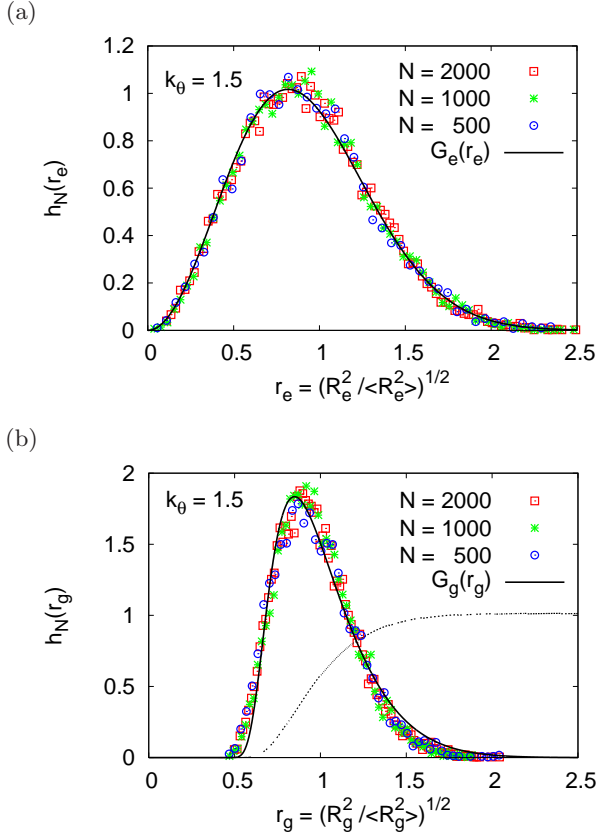 (a)
1.2
1
0.8
0.6
0.4
0.2
0
h_N(r_e)
k_θ = 1.5
N = 2000
N = 1000
N = 500
G_e(r_e)
0 0.5 1 1.5 2 2.5
r_e = (R_e^2 /<R_e^2>)^{1/2}
(b)
2
1.5
1
0.5
0
h_N(r_g)
k_θ = 1.5
N = 2000
N = 1000
N = 500
G_g(r_g)
0 0.5 1 1.5 2 2.5
r_g = (R_g^2 /<R_g^2>)^{1/2}